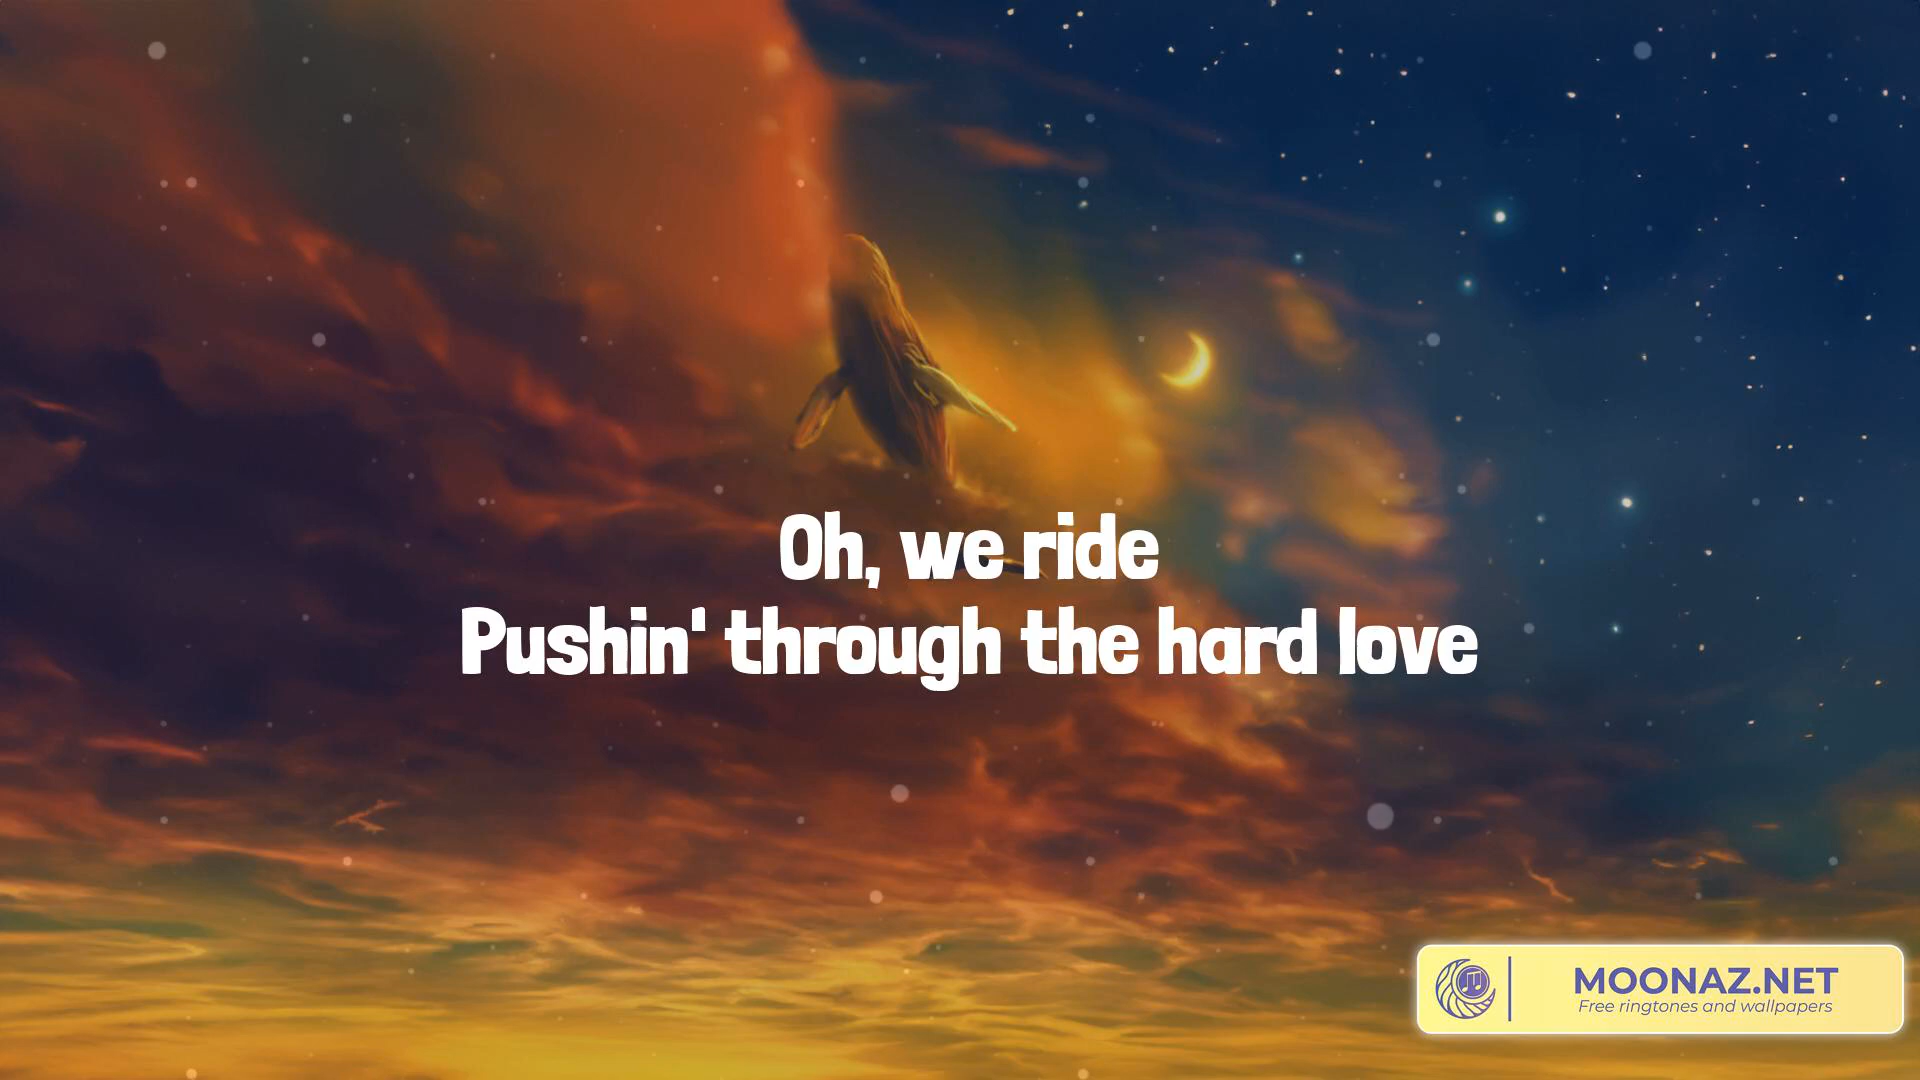 Oh, we ride
Pushin' through the hard love
MOONAZ.NET
Free ringtones and wallpapers